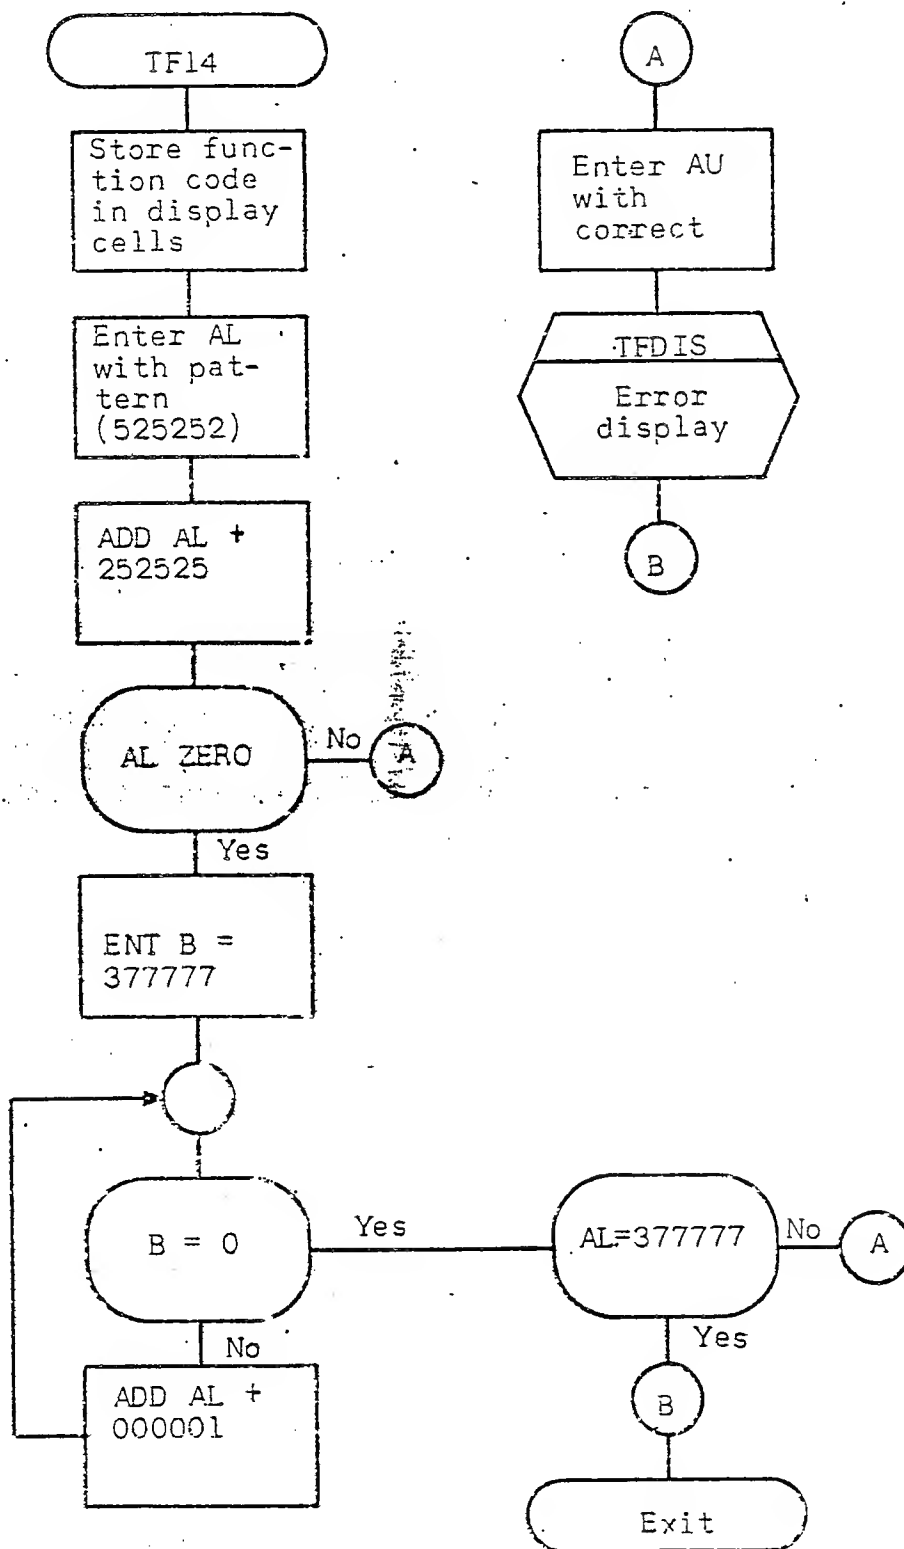 TF14
Store func-
tion code
in display
cells
Enter AL
with pat-
tern
(525252)
ADD AL +
252525
AL ZERO
No
A
Yes
ENT B =
377777
B = 0
Yes
No
ADD AL +
000001
AL=377777
No
A
Yes
B
Exit
A
Enter AU
with
correct
TFDIS
Error
display
B